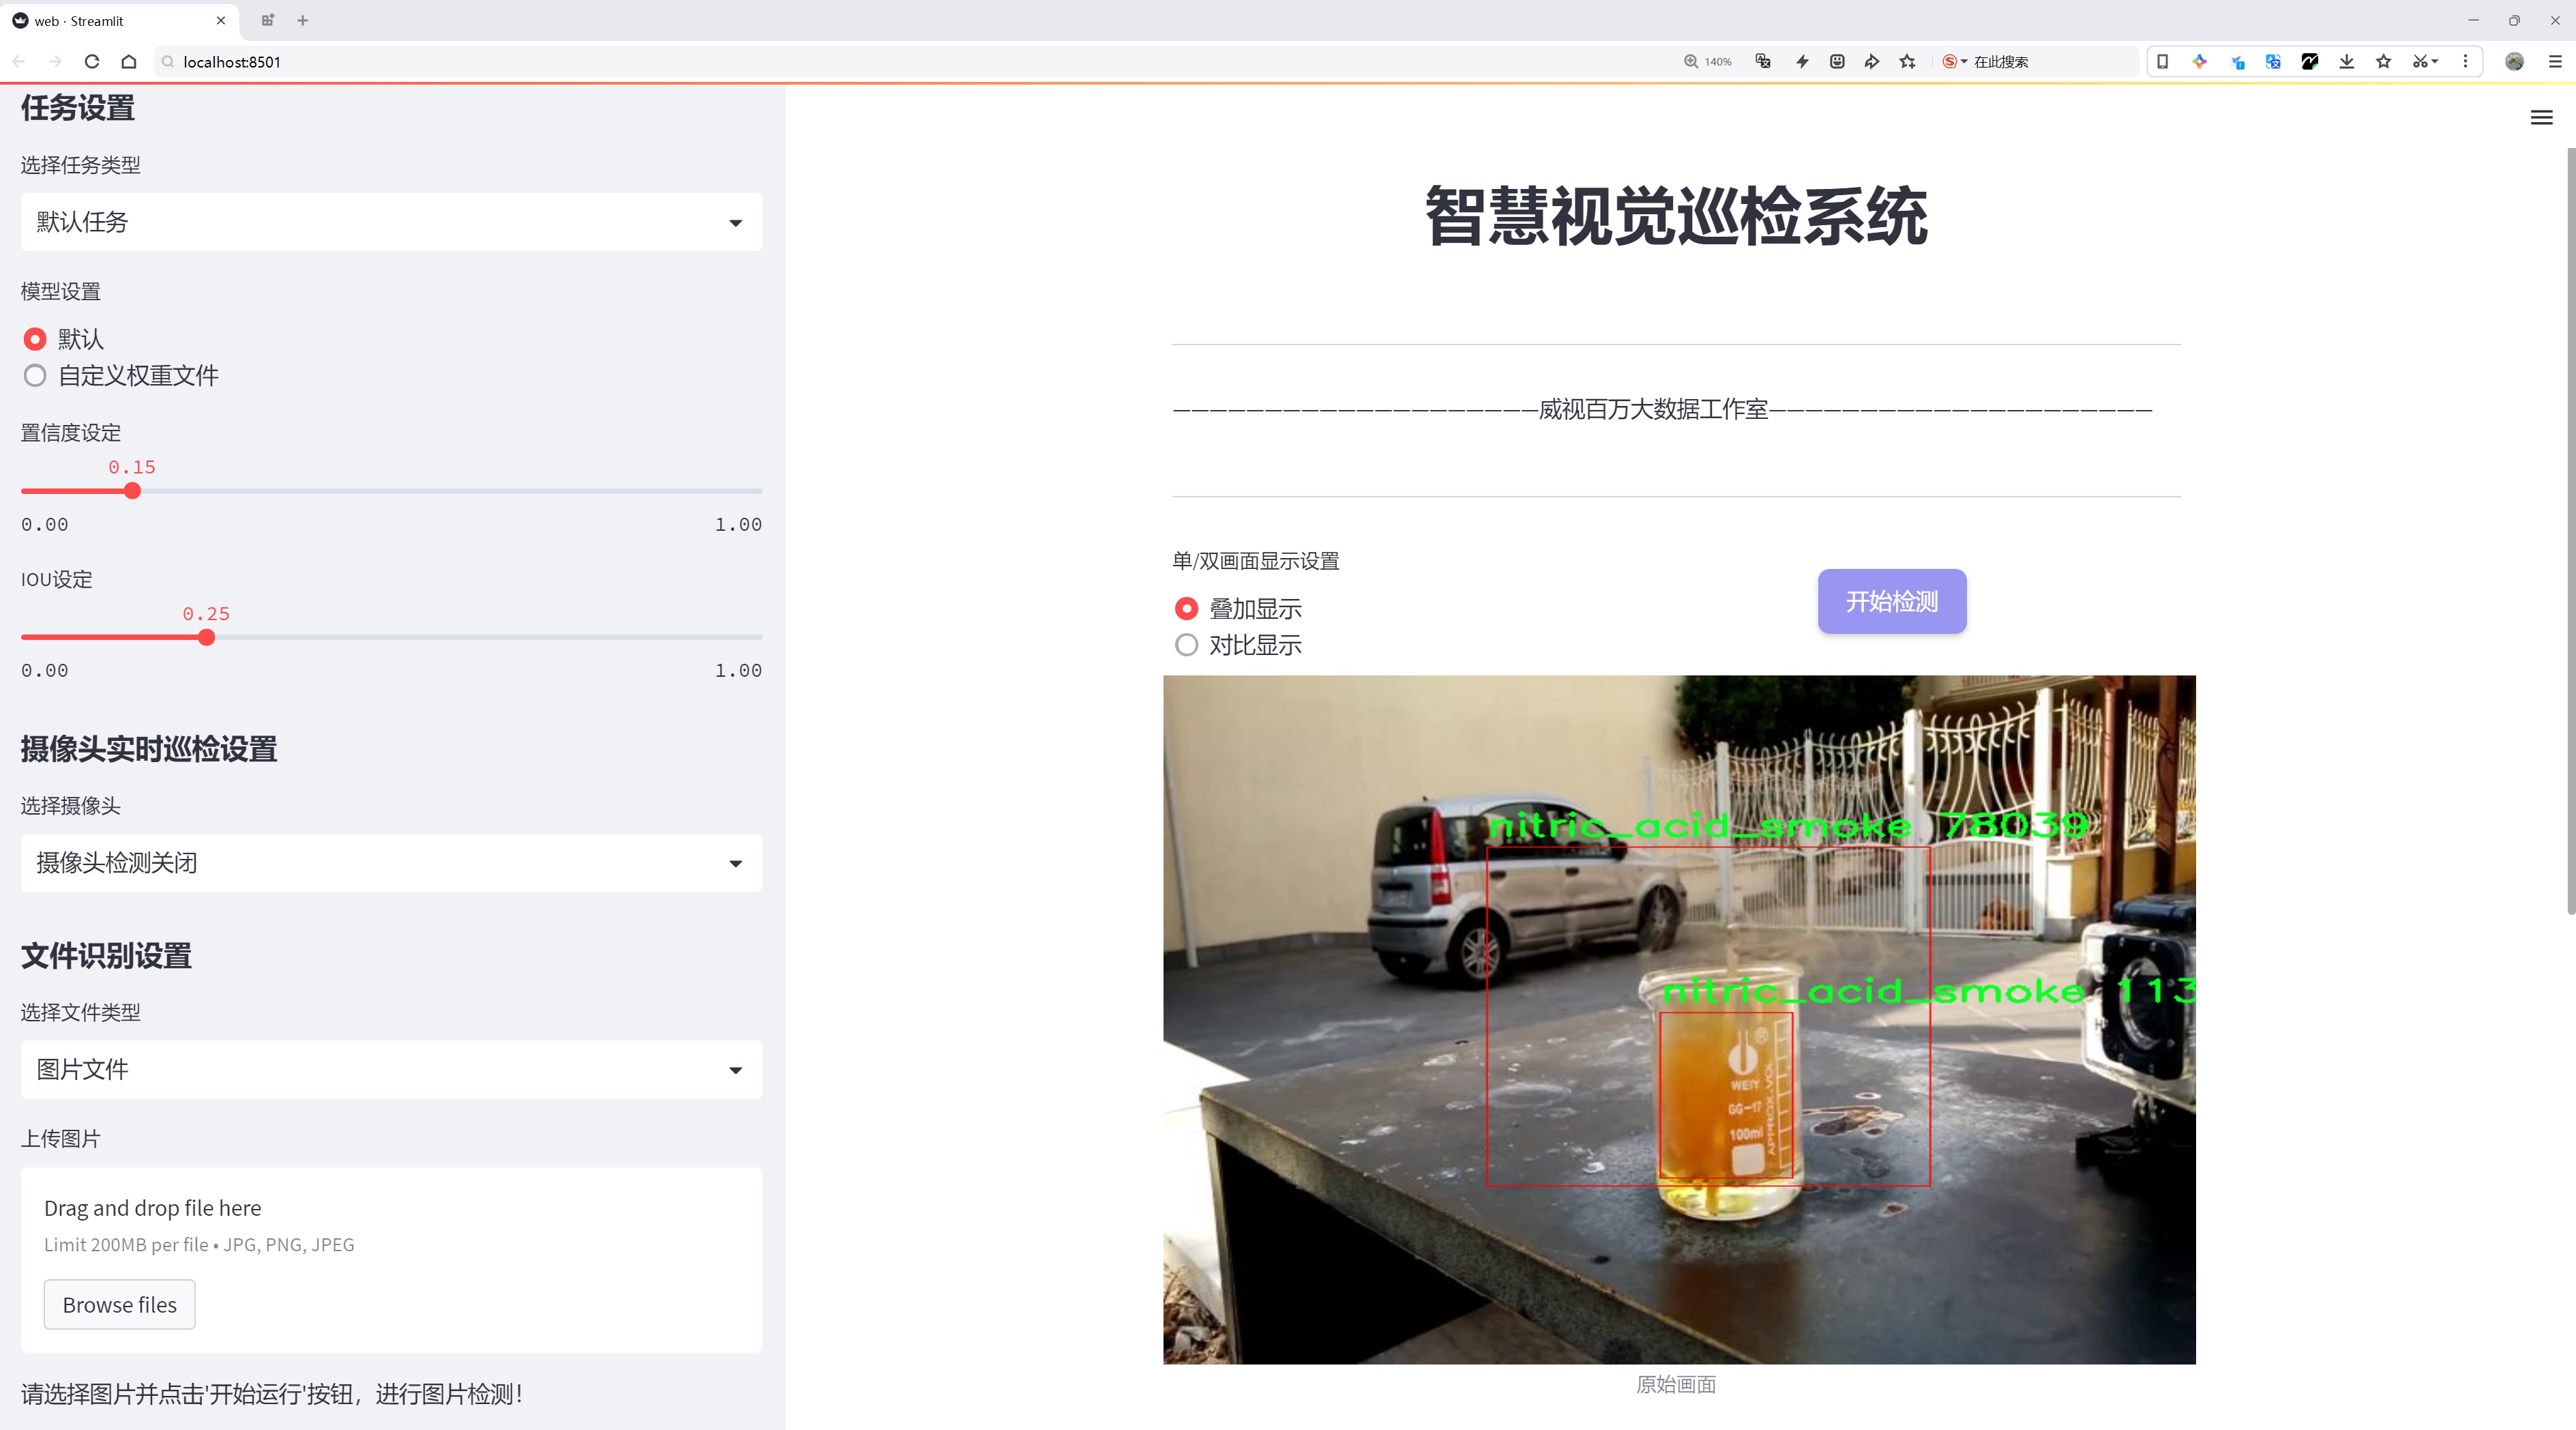 web · Streamlit
localhost:8501
140%
在此搜索
任务设置
选择任务类型
默认任务
模型设置
默认
自定义权重文件
置信度设定
0.15
0.00 1.00
IOU设定
0.25
0.00 1.00
摄像头实时巡检设置
选择摄像头
摄像头检测关闭
文件识别设置
选择文件类型
图片文件
上传图片
Drag and drop file here
Limit 200MB per file • JPG, PNG, JPEG
Browse files
请选择图片并点击'开始运行'按钮，进行图片检测！
智慧视觉巡检系统
—————————————————————威视百万大数据工作室—————————————————————
单/双画面显示设置
叠加显示
对比显示
开始检测
nitric_acid_smoke 78039
nitric_acid_smoke 113
WEIY
GG-17
100ml
APPROX.VOL
原始画面